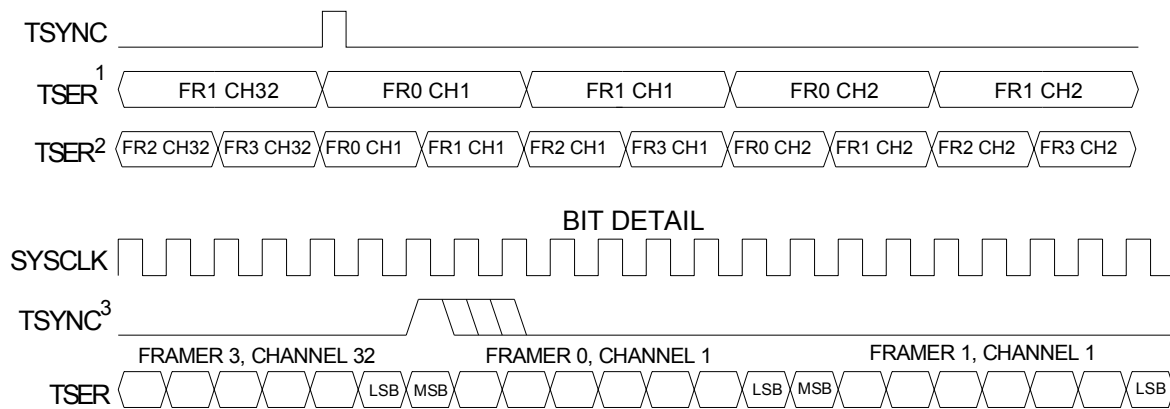 TSYNC
TSER1 FR1 CH32 FR0 CH1 FR1 CH1 FR0 CH2 FR1 CH2
TSER2 FR2 CH32 FR3 CH32 FR0 CH1 FR1 CH1 FR2 CH1 FR3 CH1 FR0 CH2 FR1 CH2 FR2 CH2 FR3 CH2
BIT DETAIL
SYSCLK
TSYNC3
FRAMER 3, CHANNEL 32 FRAMER 0, CHANNEL 1 FRAMER 1, CHANNEL 1
TSER LSB MSB LSB MSB LSB